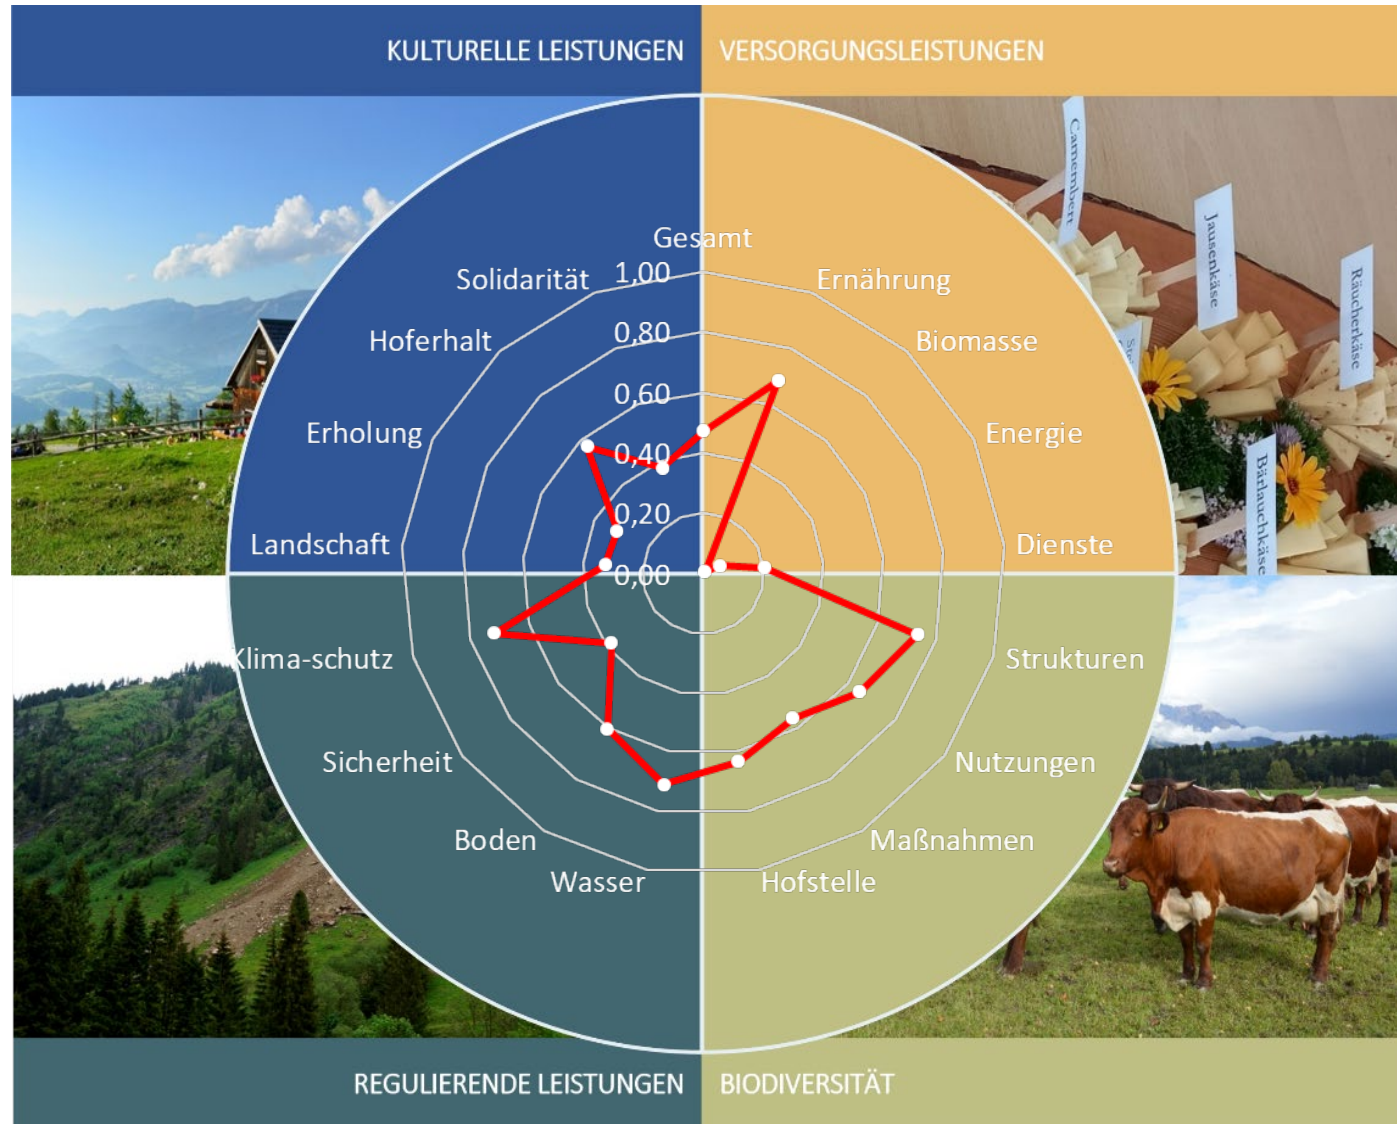 KULTURELLE LEISTUNGEN
VERSORGUNGSLEISTUNGEN
Camembert
Jausenkäse
Räucherkäse
Bärlauchkäse
Gesamt
Solidarität
1,00
Ernährung
Hoferhalt
0,80
Biomasse
Erholung
0,60
Energie
0,40
0,20
Landschaft
Dienste
0,00
Klima-schutz
Strukturen
Sicherheit
Nutzungen
Boden
Maßnahmen
Wasser
Hofstelle
REGULIERENDE LEISTUNGEN
BIODIVERSITÄT